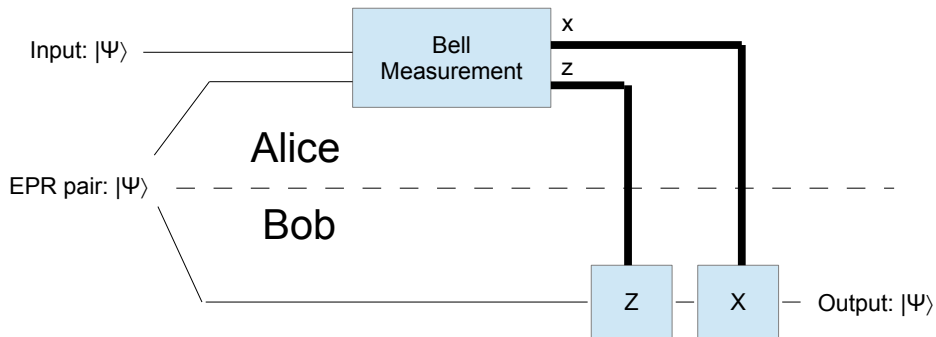 Input: |Ψ⟩
Bell
Measurement
x
z
Alice
EPR pair: |Ψ⟩
Bob
Z
X
Output: |Ψ⟩